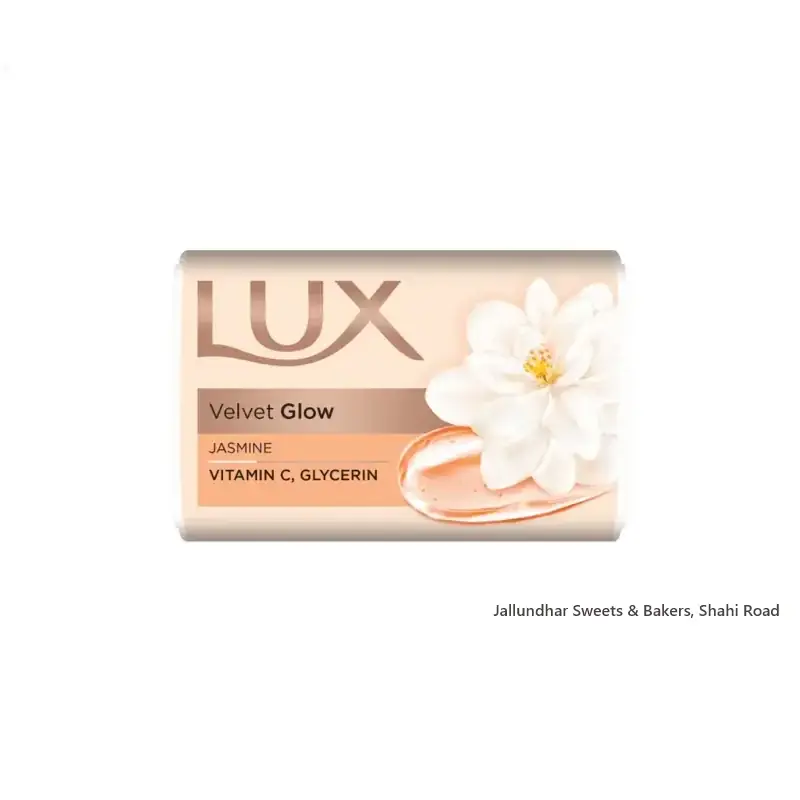 LUX
Velvet Glow
JASMINE
VITAMIN C, GLYCERIN
Jallundhar Sweets & Bakers, Shahi Road